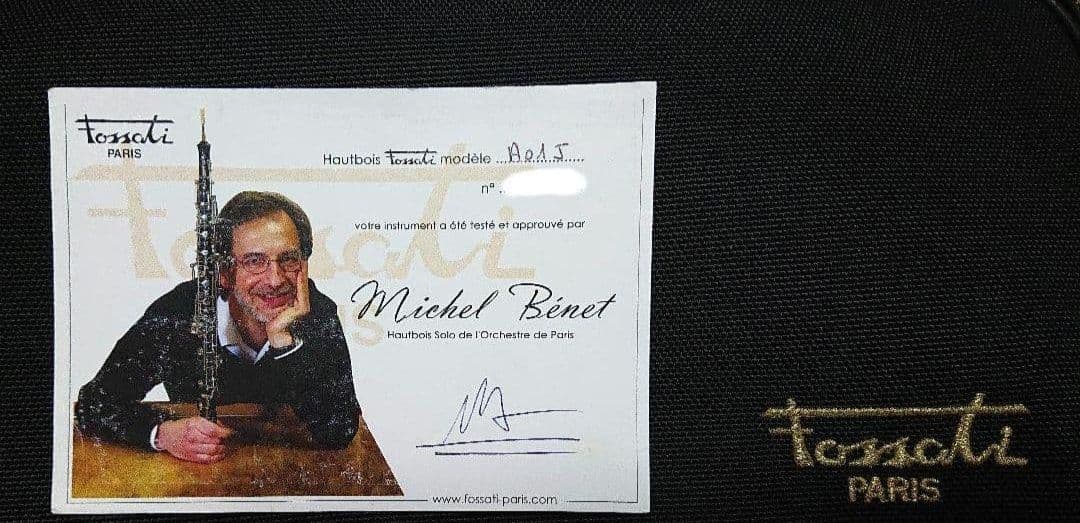 Fossati
PARIS
Hautbois Fossati modèle ...A01J.....
n° ..
votre instrument a été testé et approuvé par
Michel Bénet
Hautbois Solo de l'Orchestre de Paris
www.fossati-paris.com
Fossati
PARIS